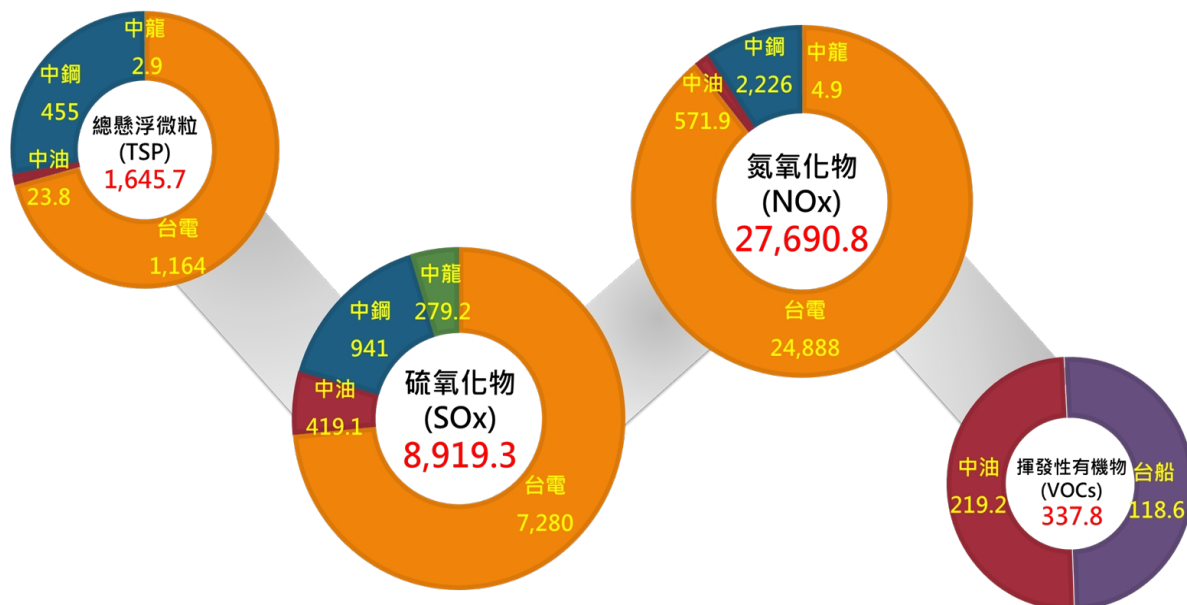 中龍
2.9
中鋼
455
中油
23.8
台電
1,164
總懸浮微粒
(TSP)
1,645.7
中龍
279.2
中鋼
941
中油
419.1
台電
7,280
硫氧化物
(SOx)
8,919.3
中龍
4.9
中鋼
2,226
中油
571.9
台電
24,888
氮氧化物
(NOx)
27,690.8
中油
219.2
揮發性有機物
(VOCs)
337.8
台船
118.6